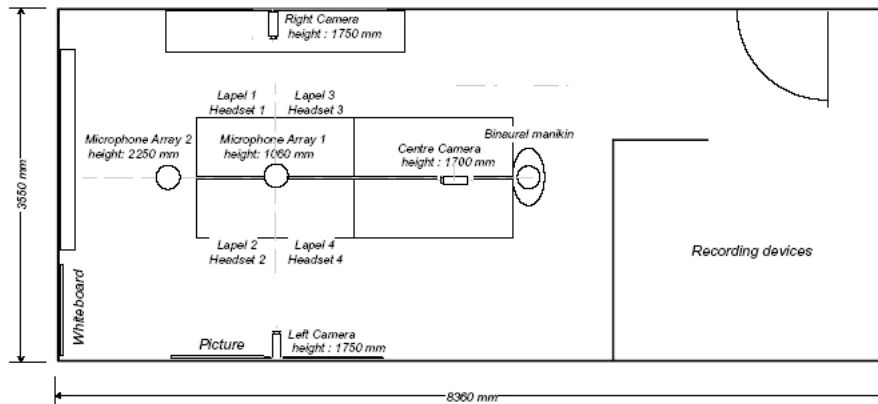 Right Camera
height : 1750 mm
Lapel 1
Headset 1
Lapel 3
Headset 3
Microphone Array 2
height: 2250 mm
Microphone Array 1
height: 1060 mm
Centre Camera
height : 1700 mm
Binaural manikin
3550 mm
Lapel 2
Headset 2
Lapel 4
Headset 4
Recording devices
Whiteboard
Picture
Left Camera
height : 1750 mm
8360 mm